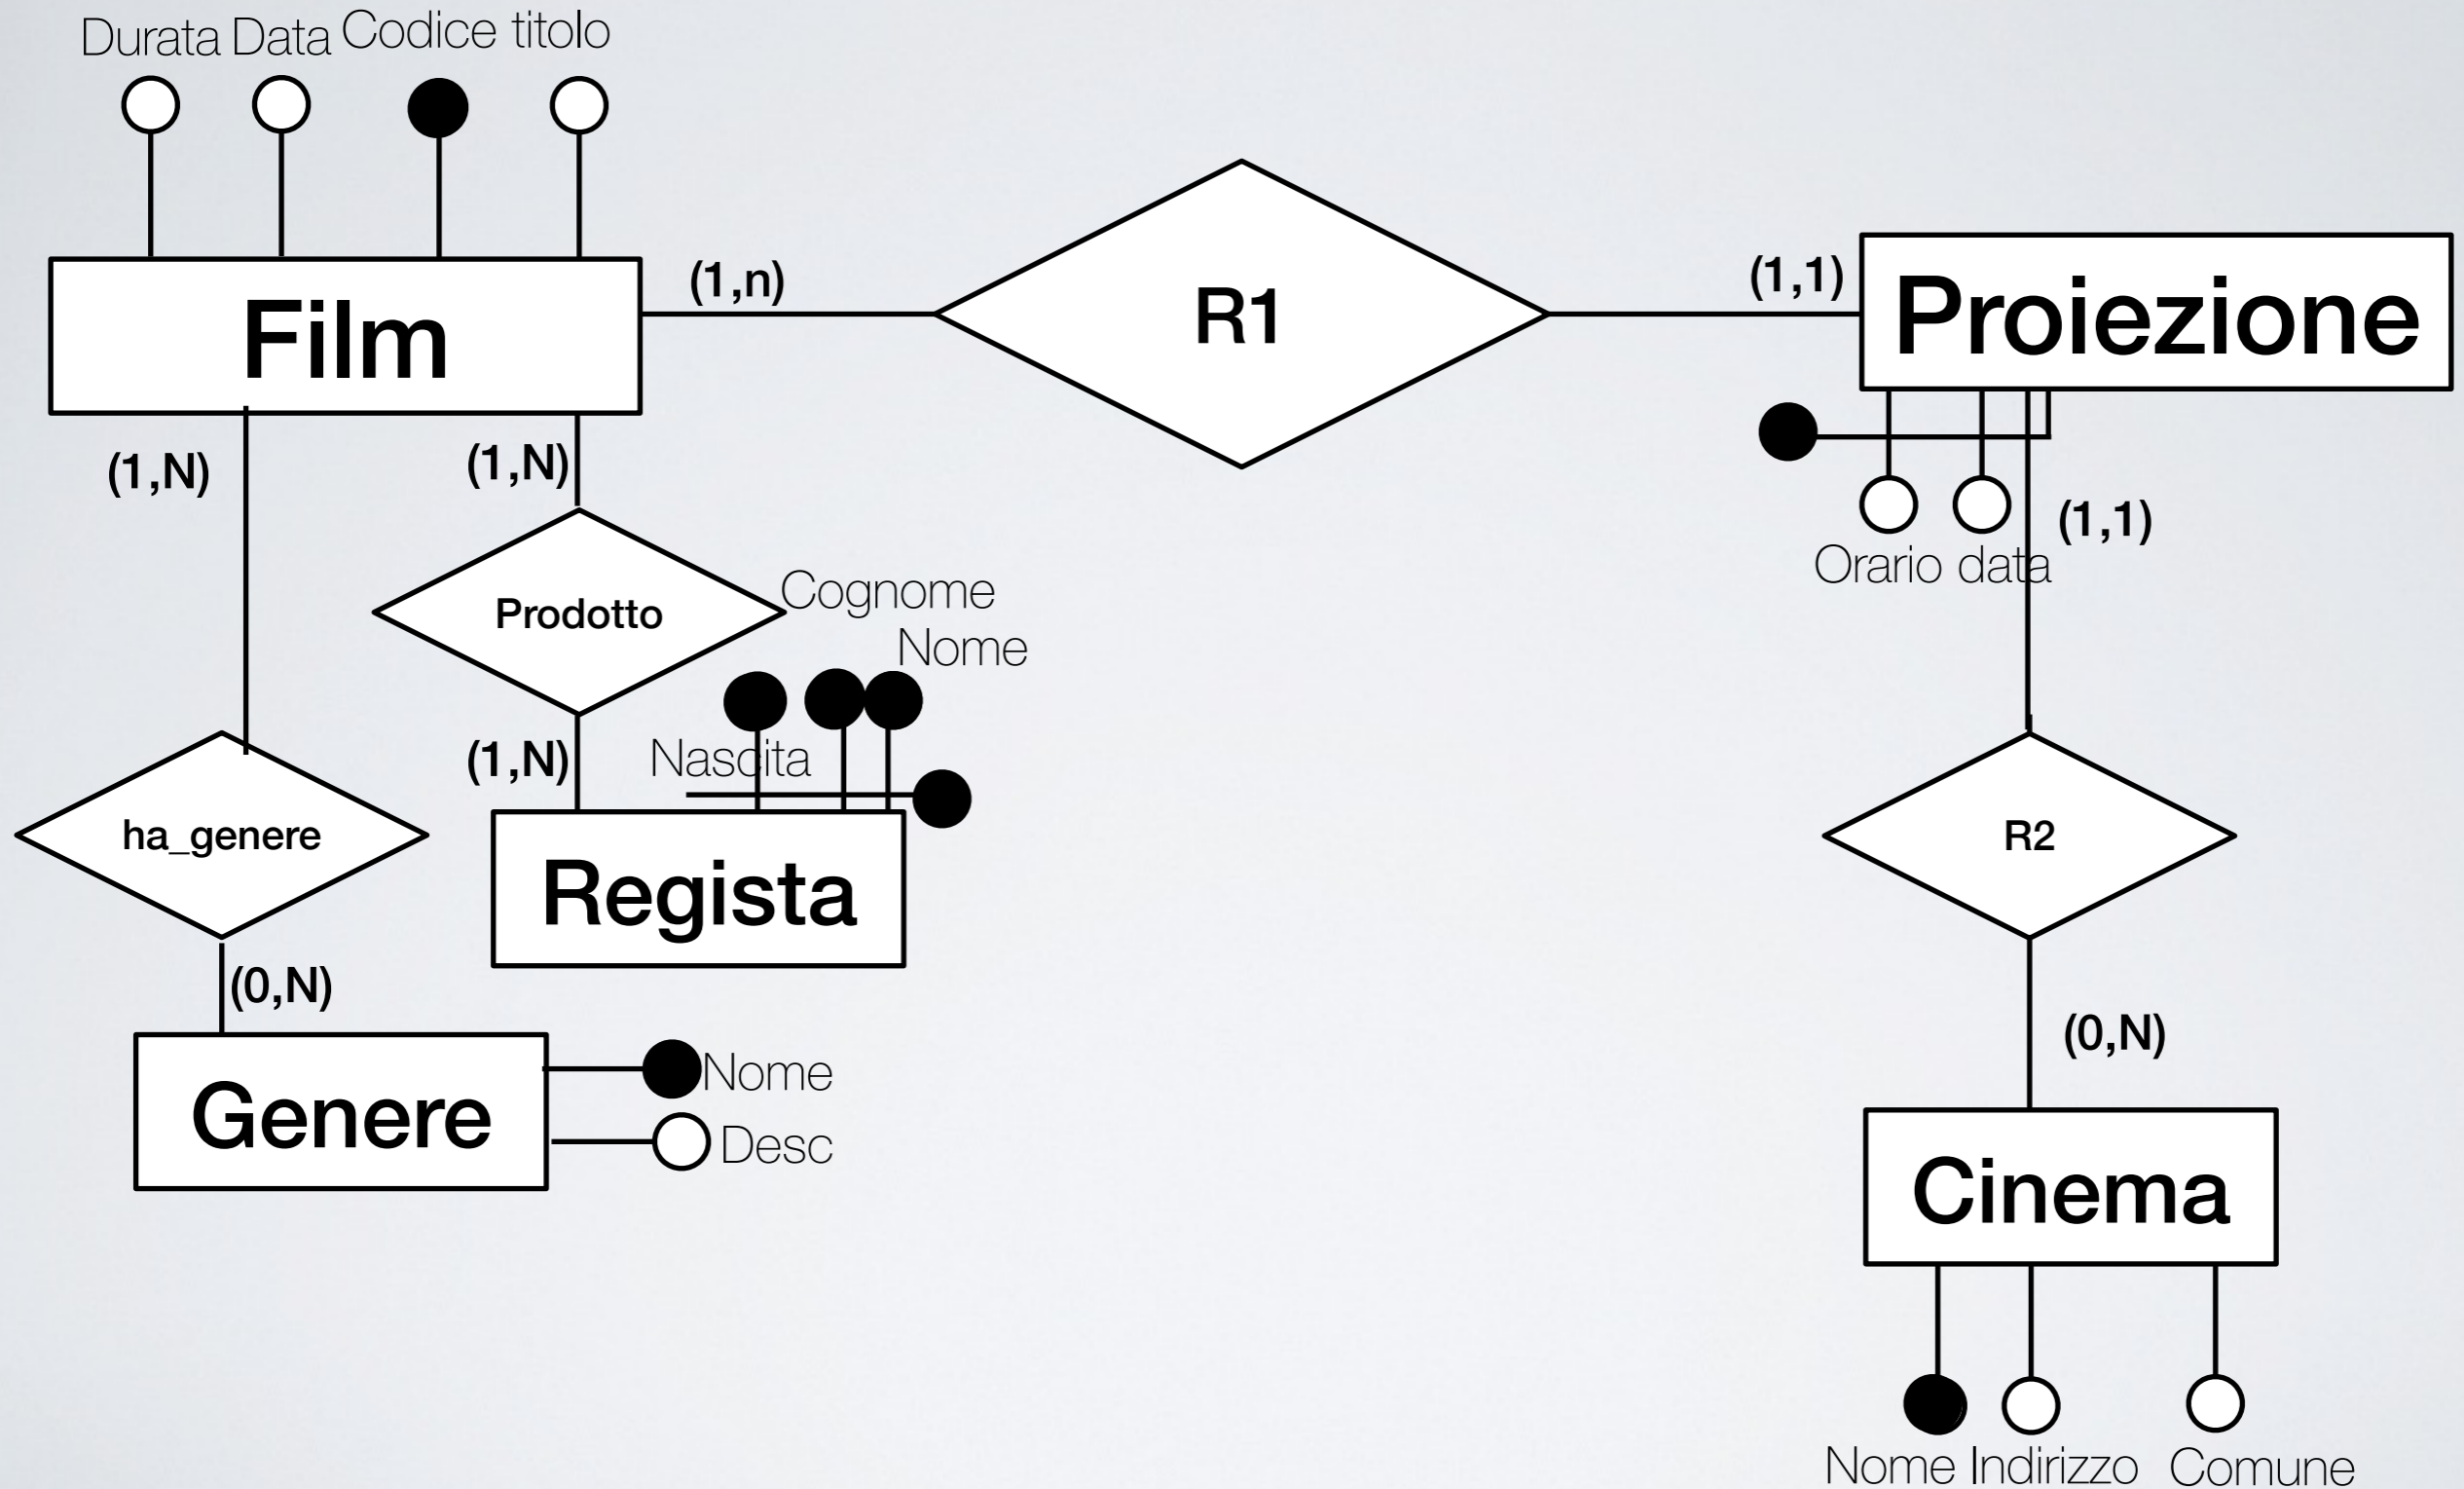 Durata Data Codice titolo
Film
(1,n)
R1
(1,1)
Proiezione
(1,N)
(1,N)
Orario data
(1,1)
Prodotto
Cognome
Nome
Nascita
(1,N)
ha_genere
Regista
R2
(0,N)
(0,N)
Genere
Nome
Desc
Cinema
Nome Indirizzo Comune